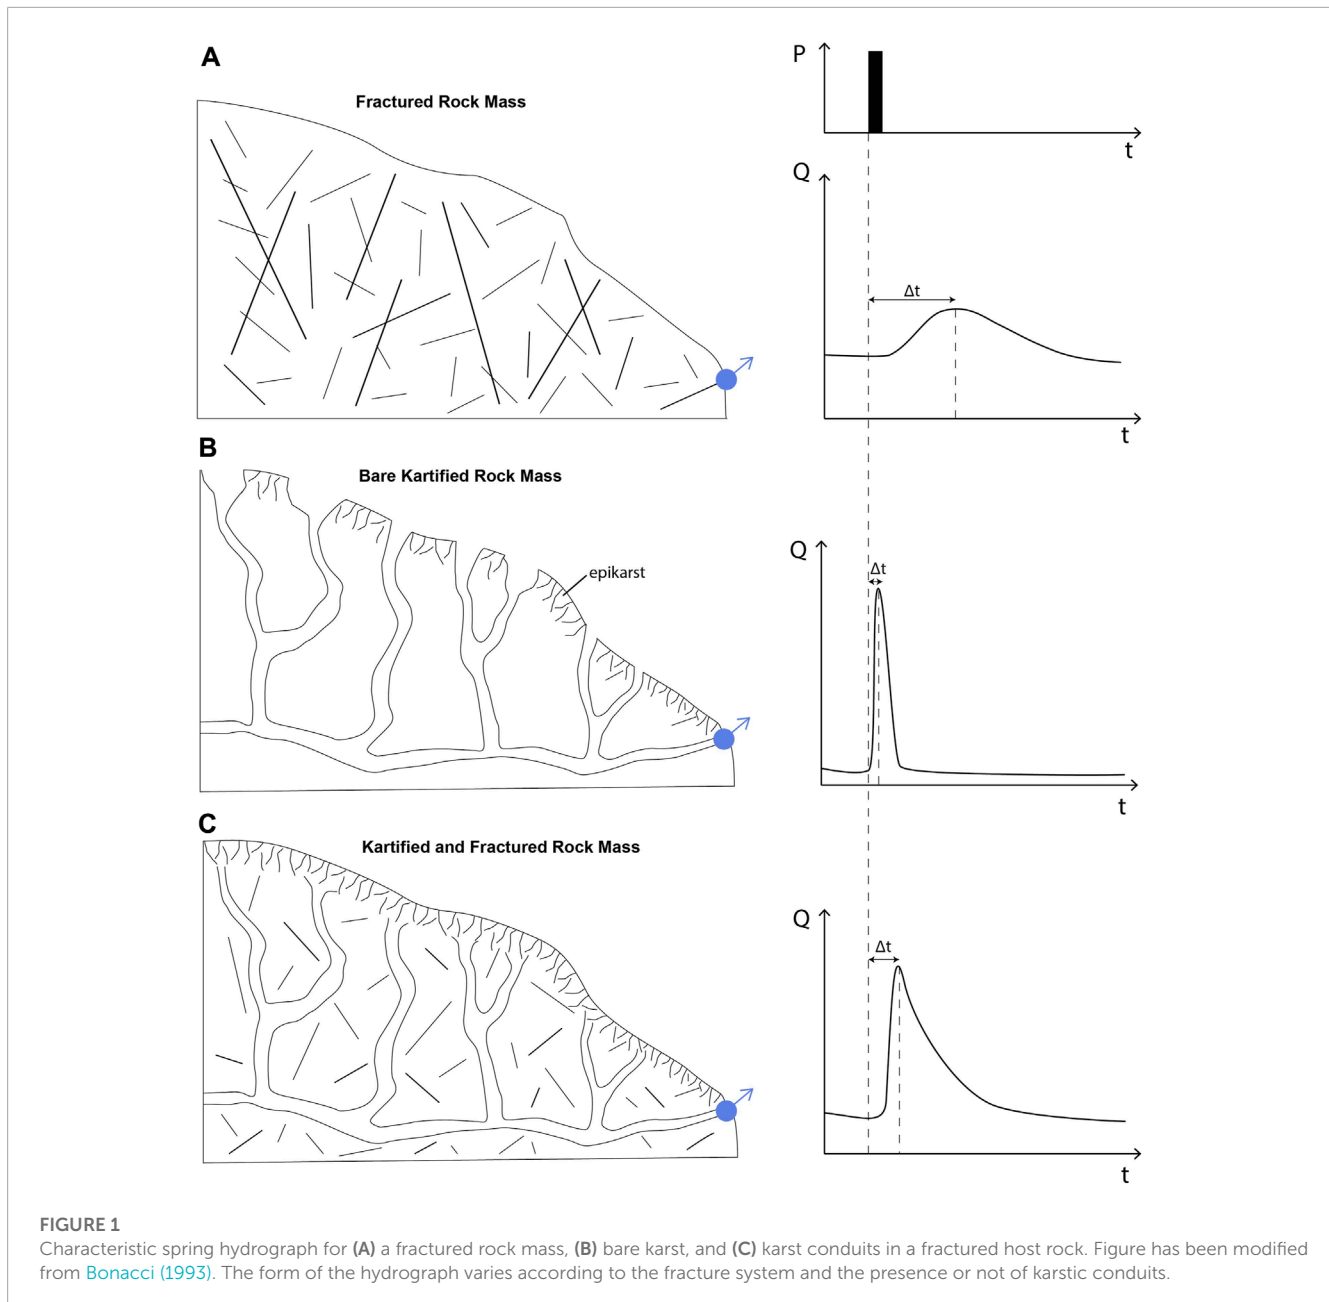 A
Fractured Rock Mass
P
t
Q
Δt
t
B
Bare Kartified Rock Mass
epikarst
Q
Δt
t
C
Kartified and Fractured Rock Mass
Q
Δt
t
FIGURE 1
Characteristic spring hydrograph for (A) a fractured rock mass, (B) bare karst, and (C) karst conduits in a fractured host rock. Figure has been modified
from Bonacci (1993). The form of the hydrograph varies according to the fracture system and the presence or not of karstic conduits.